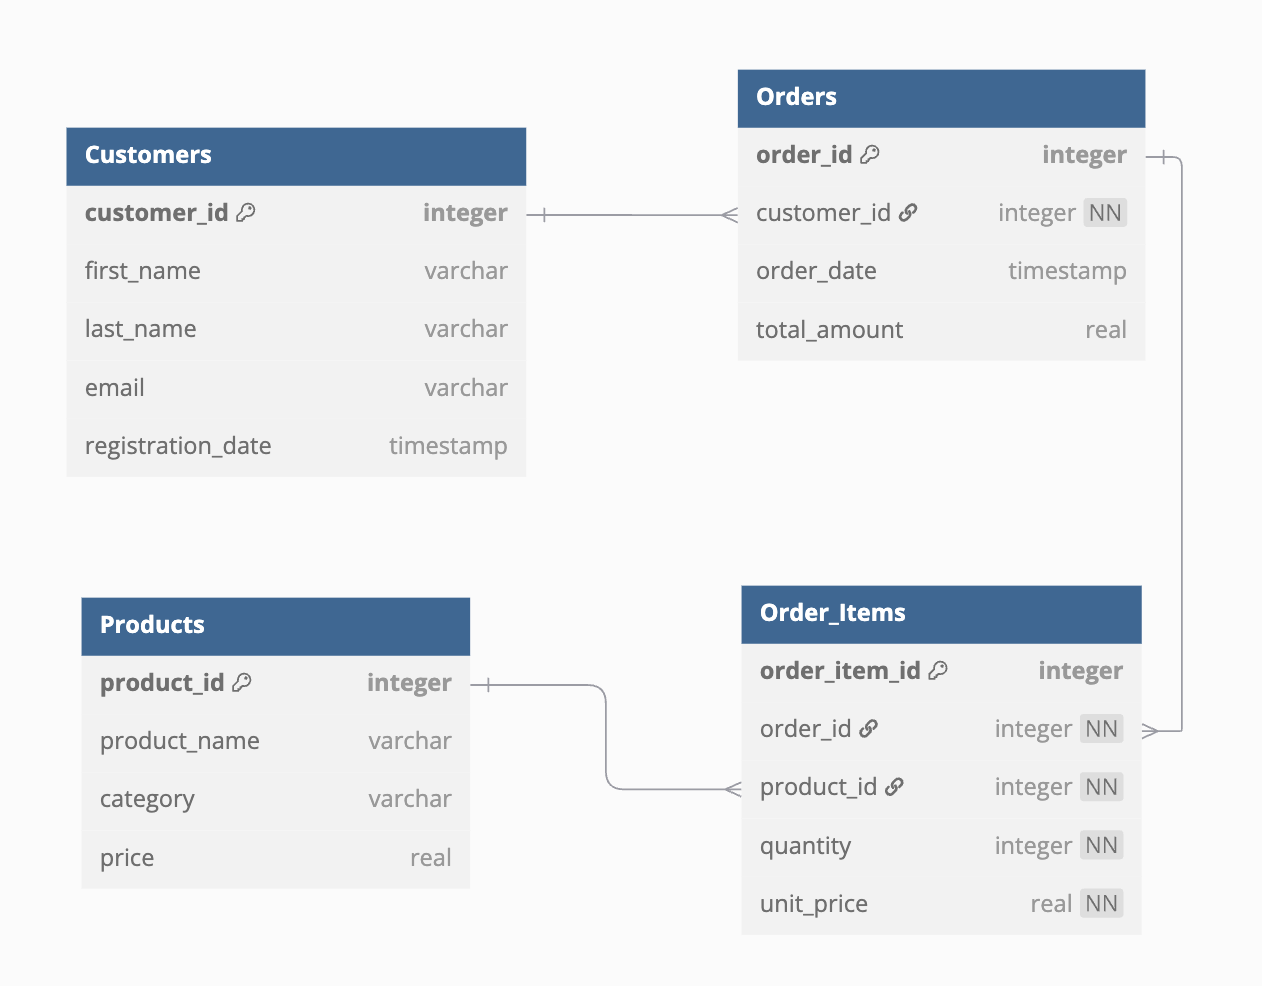 Customers
customer_id integer
first_name varchar
last_name varchar
email varchar
registration_date timestamp
Orders
order_id integer
customer_id integer NN
order_date timestamp
total_amount real
Products
product_id integer
product_name varchar
category varchar
price real
Order_Items
order_item_id integer
order_id integer NN
product_id integer NN
quantity integer NN
unit_price real NN